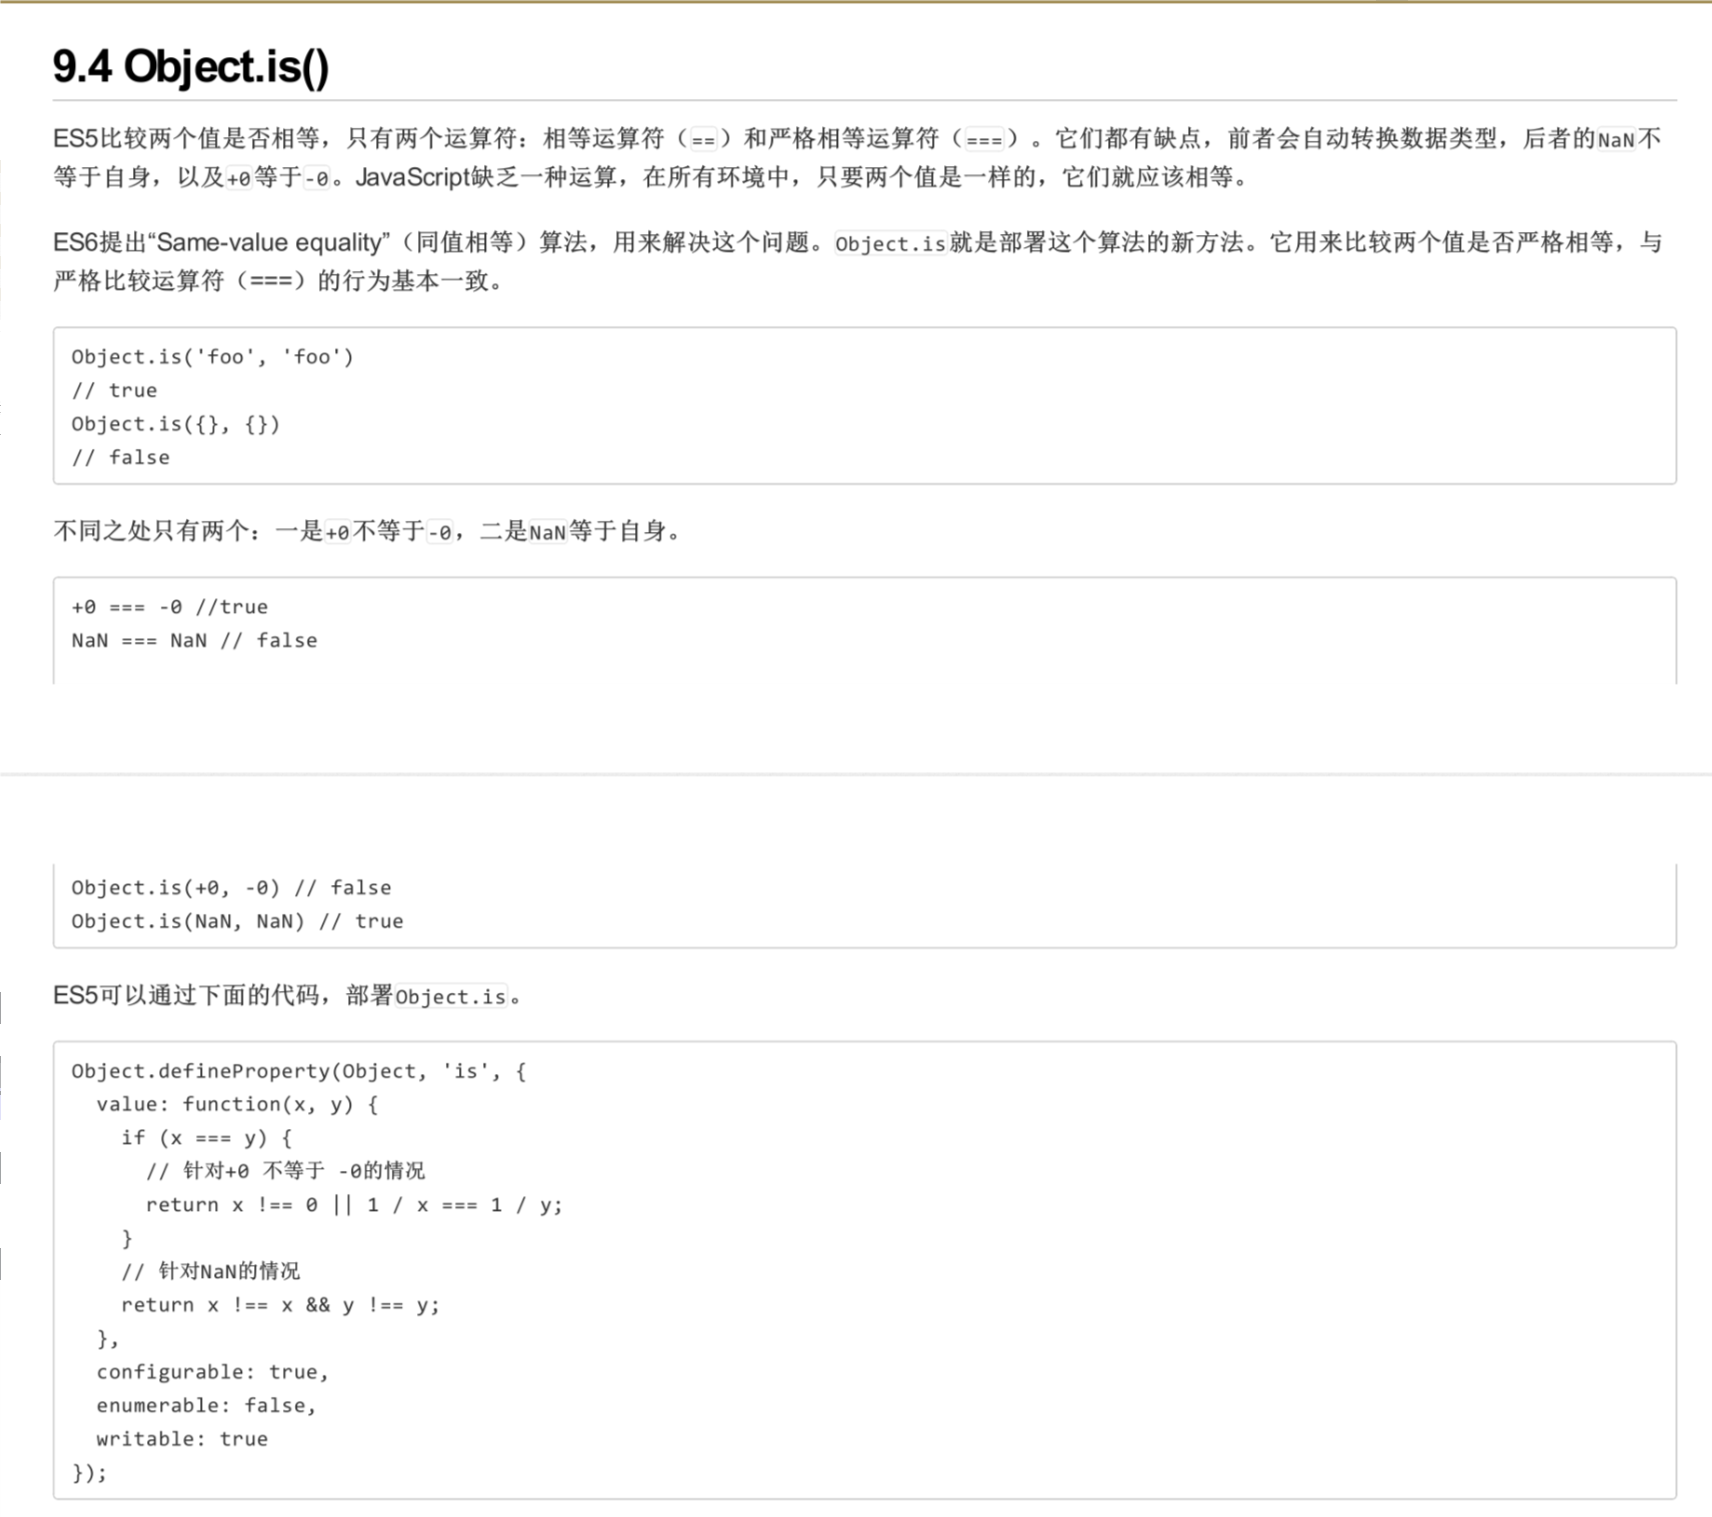 9.4 Object.is()
ES5比较两个值是否相等，只有两个运算符：相等运算符（==）和严格相等运算符（===）。它们都有缺点，前者会自动转换数据类型，后者的NaN不
等于自身，以及+0等于-0。JavaScript缺乏一种运算，在所有环境中，只要两个值是一样的，它们就应该相等。
ES6提出“Same-value equality”（同值相等）算法，用来解决这个问题。Object.is就是部署这个算法的新方法。它用来比较两个值是否严格相等，与
严格比较运算符（===）的行为基本一致。
Object.is('foo', 'foo')
// true
Object.is({}, {})
// false
不同之处只有两个：一是+0不等于-0，二是NaN等于自身。
+0 === -0 //true
NaN === NaN // false
Object.is(+0, -0) // false
Object.is(NaN, NaN) // true
ES5可以通过下面的代码，部署Object.is。
Object.defineProperty(Object, 'is', {
  value: function(x, y) {
    if (x === y) {
      // 针对+0 不等于 -0的情况
      return x !== 0 || 1 / x === 1 / y;
    }
    // 针对NaN的情况
    return x !== x && y !== y;
  },
  configurable: true,
  enumerable: false,
  writable: true
});